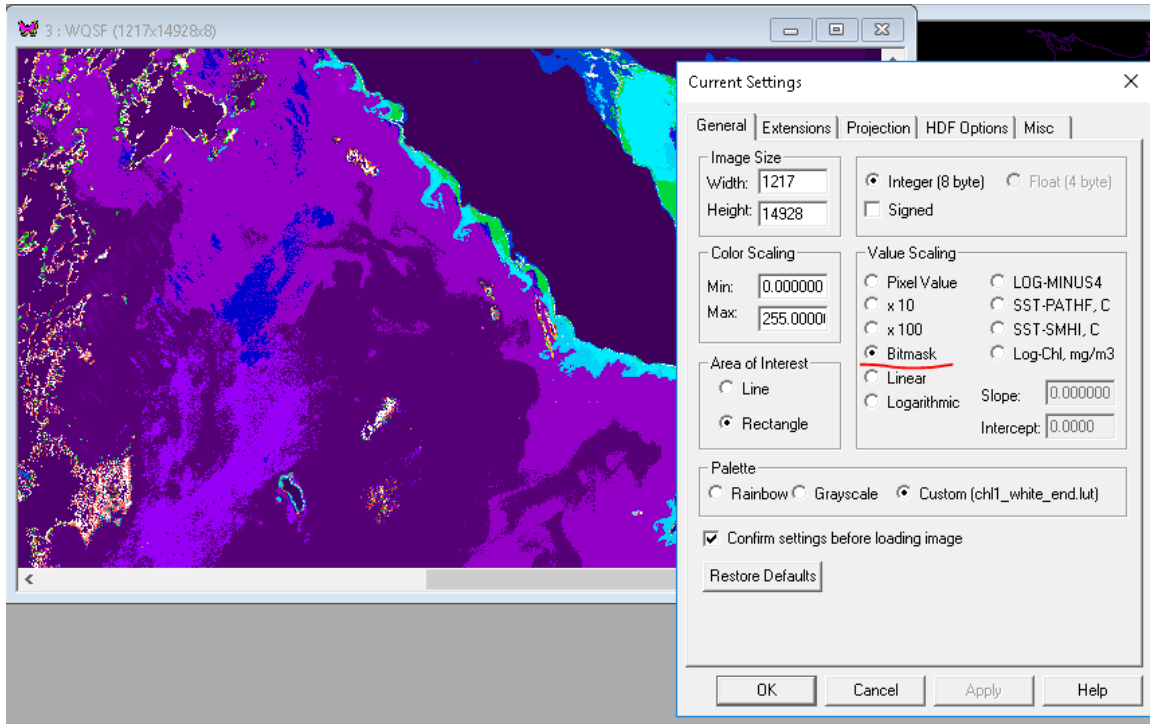 3 : WQSF (1217x14928x8)
Current Settings
General Extensions Projection HDF Options Misc
Image Size
Width: 1217
Height: 14928
Integer (8 byte) Float (4 byte)
Signed
Color Scaling
Min: 0.000000
Max: 255.0000
Value Scaling
Pixel Value LOG-MINUS4
x 10 SST-PATHF, C
x 100 SST-SMHI, C
Bitmask Log-Chl, mg/m3
Linear
Logarithmic
Slope: 0.000000
Intercept: 0.0000
Area of Interest
Line
Rectangle
Palette
Rainbow Grayscale Custom (chl1_white_end.lut)
Confirm settings before loading image
Restore Defaults
OK Cancel Apply Help